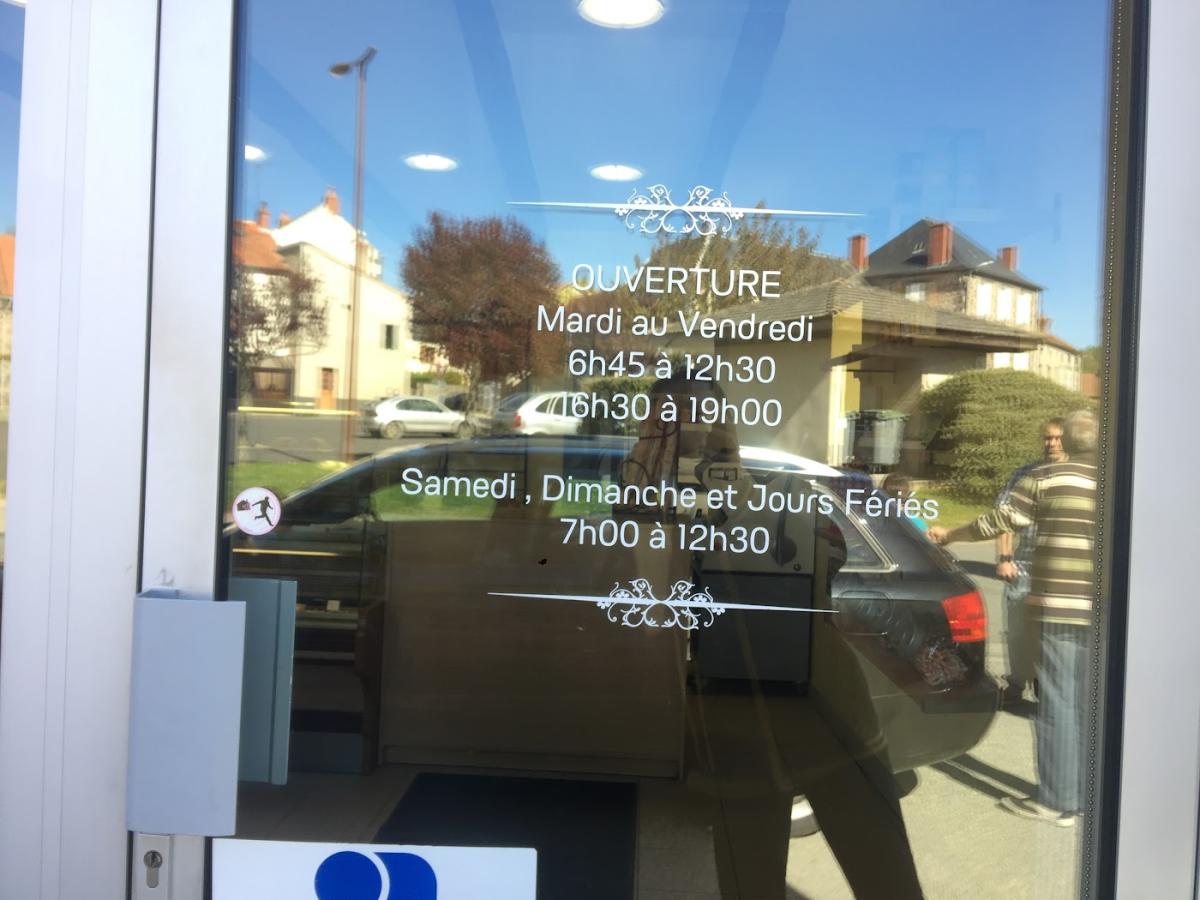 OUVERTURE
Mardi au Vendredi
6h45 à 12h30
16h30 à 19h00
Samedi , Dimanche et Jours Fériés
7h00 à 12h30